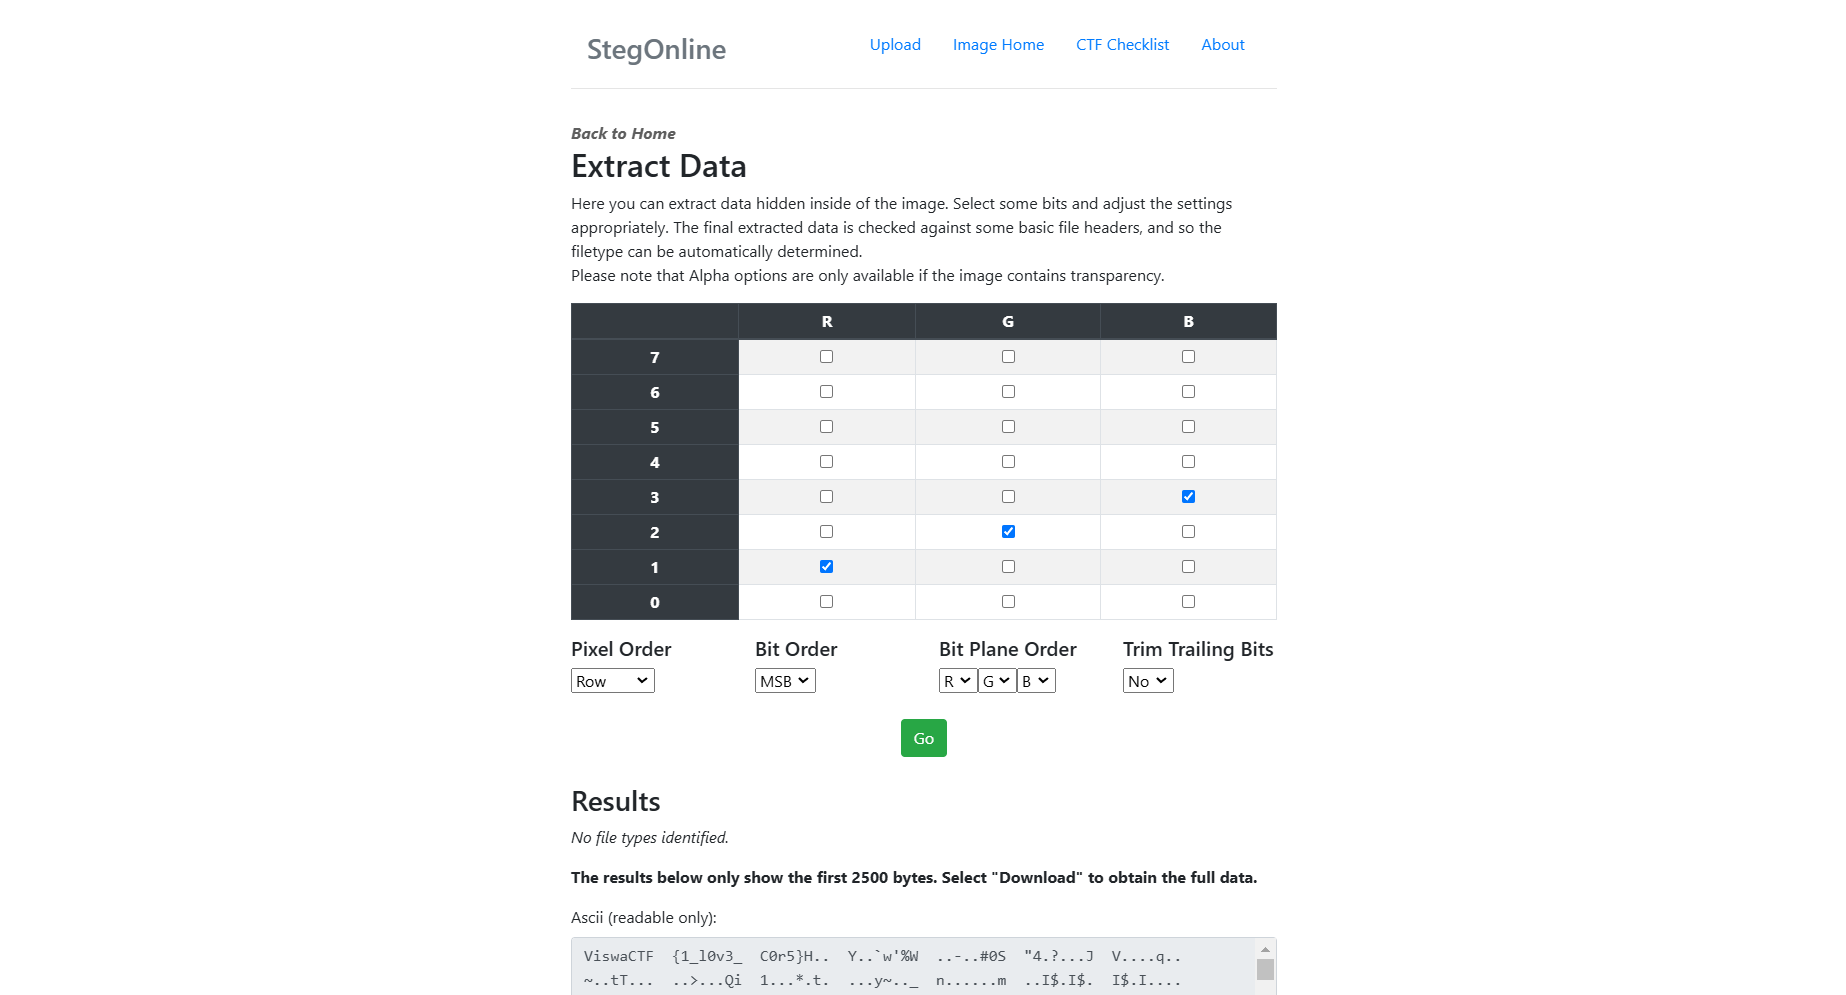 StegOnline Upload Image Home CTF Checklist About
Back to Home
Extract Data
Here you can extract data hidden inside of the image. Select some bits and adjust the settings
appropriately. The final extracted data is checked against some basic file headers, and so the
filetype can be automatically determined.
Please note that Alpha options are only available if the image contains transparency.
R G B
7
6
5
4
3
2
1
0
Pixel Order Bit Order Bit Plane Order Trim Trailing Bits
Row MSB R G B No
Go
Results
No file types identified.
The results below only show the first 2500 bytes. Select "Download" to obtain the full data.
Ascii (readable only):
ViswaCTF {1_l0v3_ C0r5}H.. Y..`w'%W ..-..#0S "4.?...J V....q..
~..tT... ..>...Qi 1...*.t. ...y~.._ n......m ..I$.I$. I$.I....